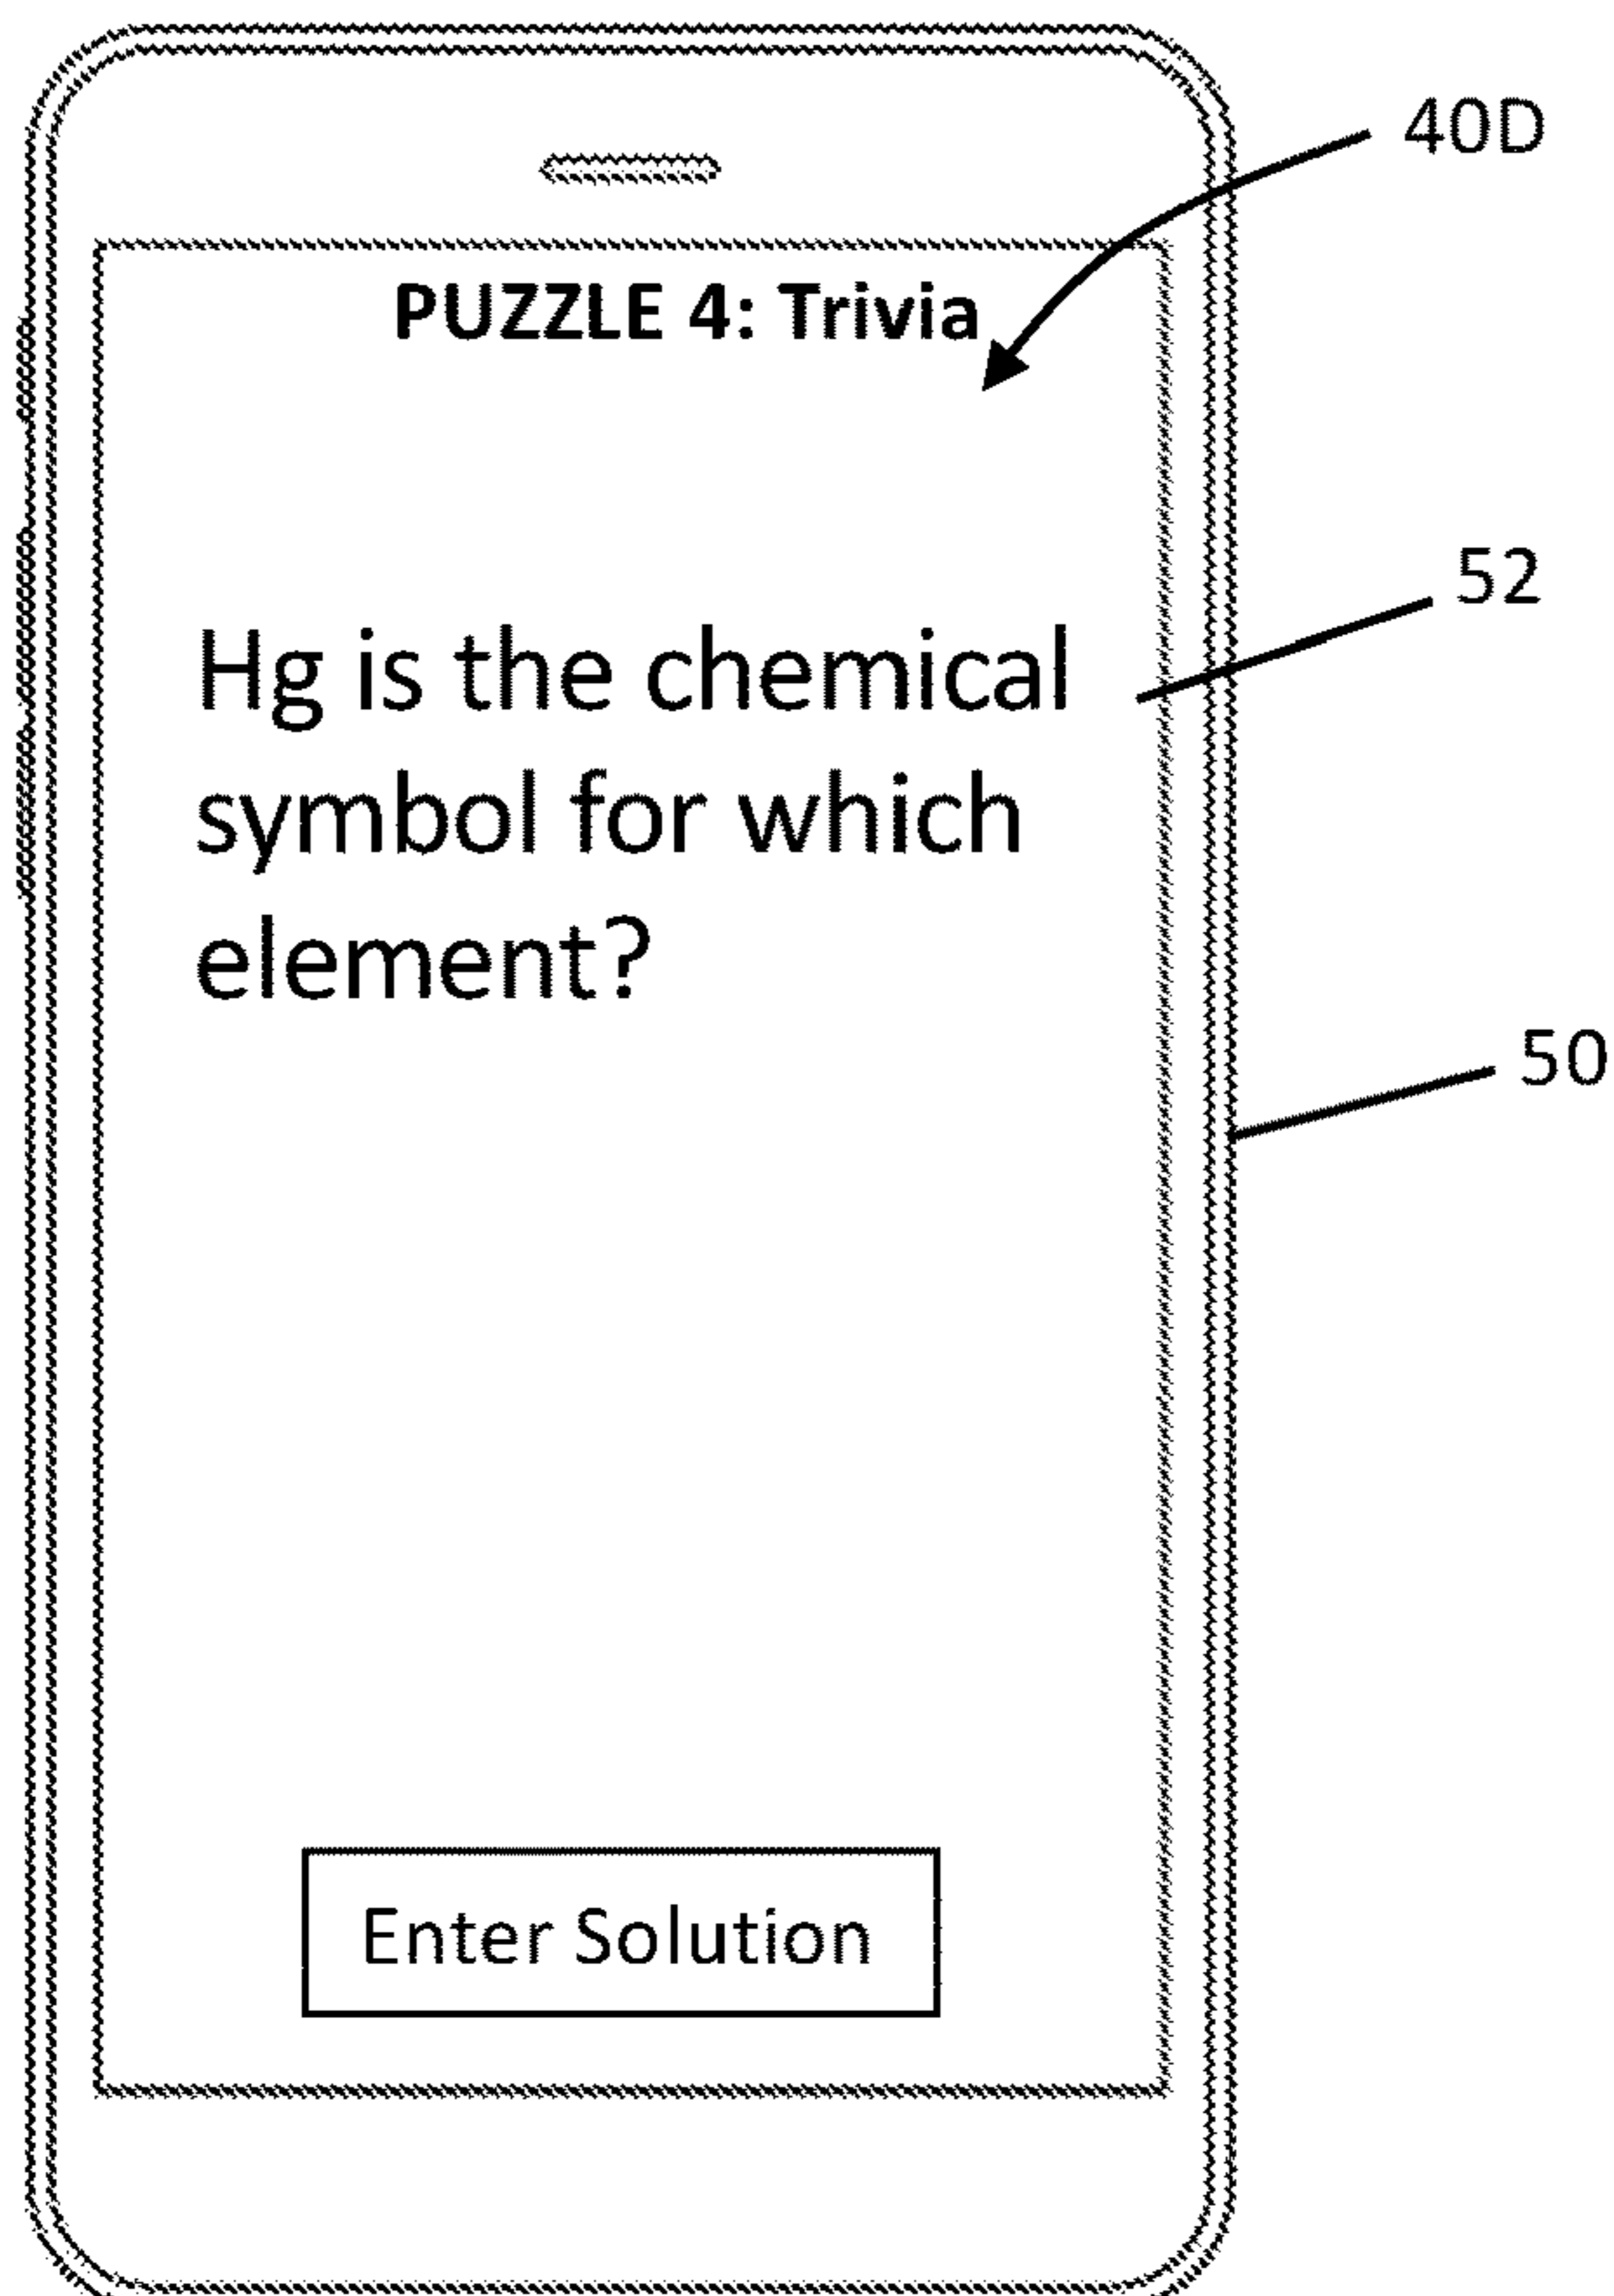 40D
PUZZLE 4: Trivia
52
Hg is the chemical
symbol for which
element?
50
Enter Solution